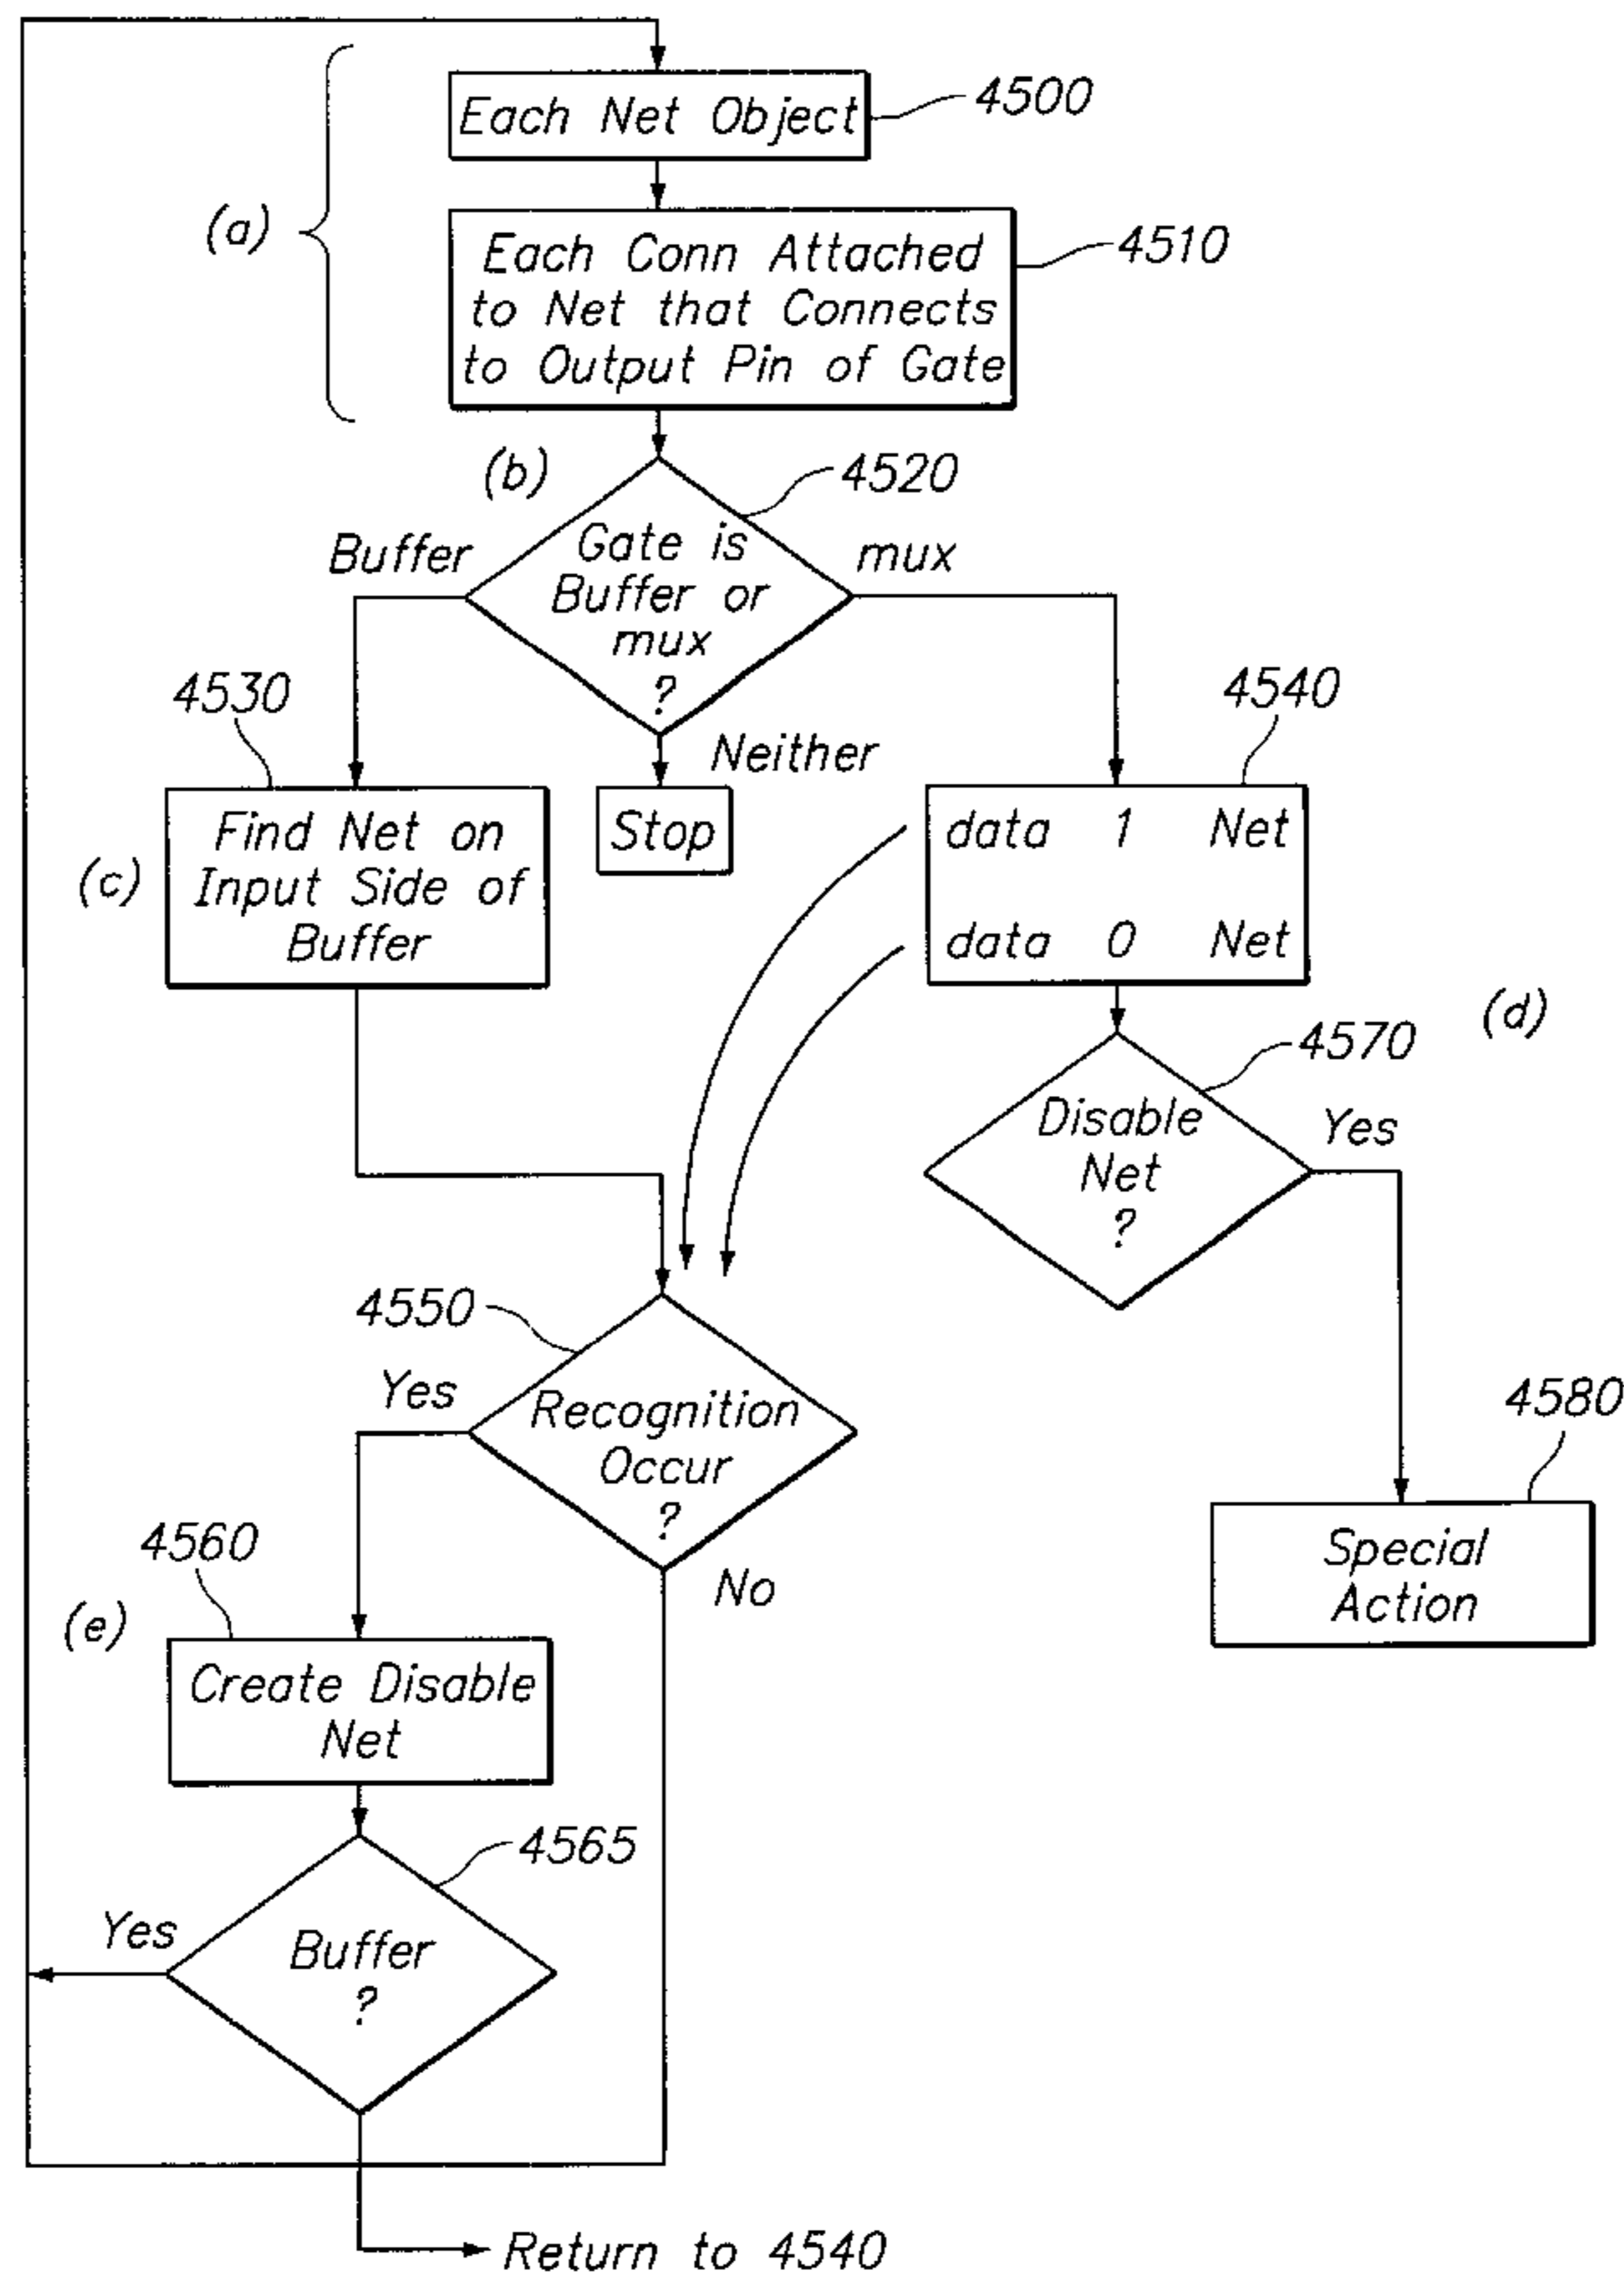 Each Net Object
4500
(a)
Each Conn Attached
to Net that Connects
to Output Pin of Gate
4510
(b)
4520
Gate is
Buffer or
mux
?
Buffer
mux
Neither
Stop
4530
Find Net on
Input Side of
Buffer
(c)
4540
data 1 Net
data 0 Net
(d)
4570
Disable
Net
?
Yes
4550
Recognition
Occur
?
Yes
No
4580
Special
Action
4560
(e)
Create Disable
Net
4565
Buffer
?
Yes
Return to 4540